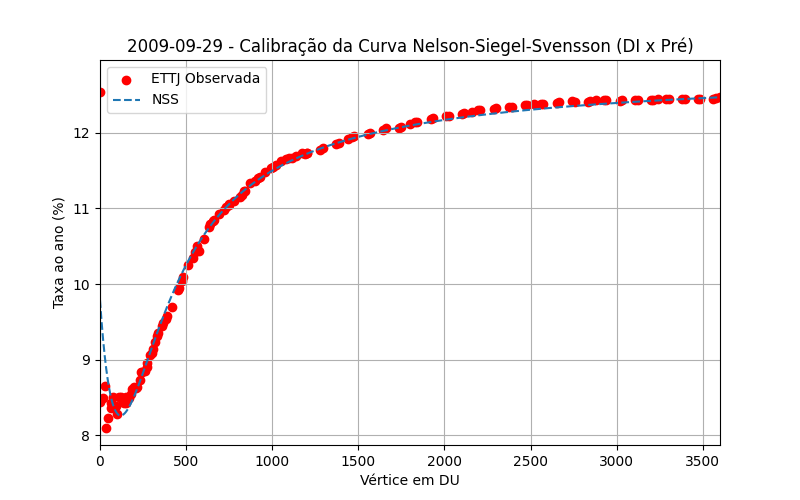 2009-09-29 - Calibração da Curva Nelson-Siegel-Svensson (DI x Pré)
ETTJ Observada
NSS
Taxa ao ano (%)
12
11
10
9
8
0 500 1000 1500 2000 2500 3000 3500
Vértice em DU